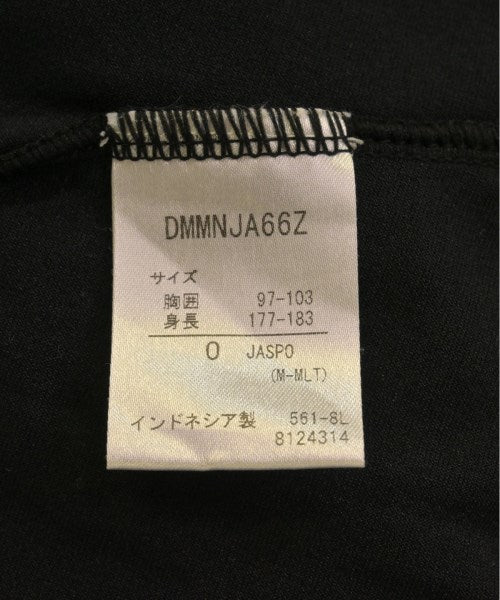 DMMNJA66Z
サイズ
胸囲 97-103
身長 177-183
O JASPO
(M-MLT)
インドネシア製 561-8L
8124314